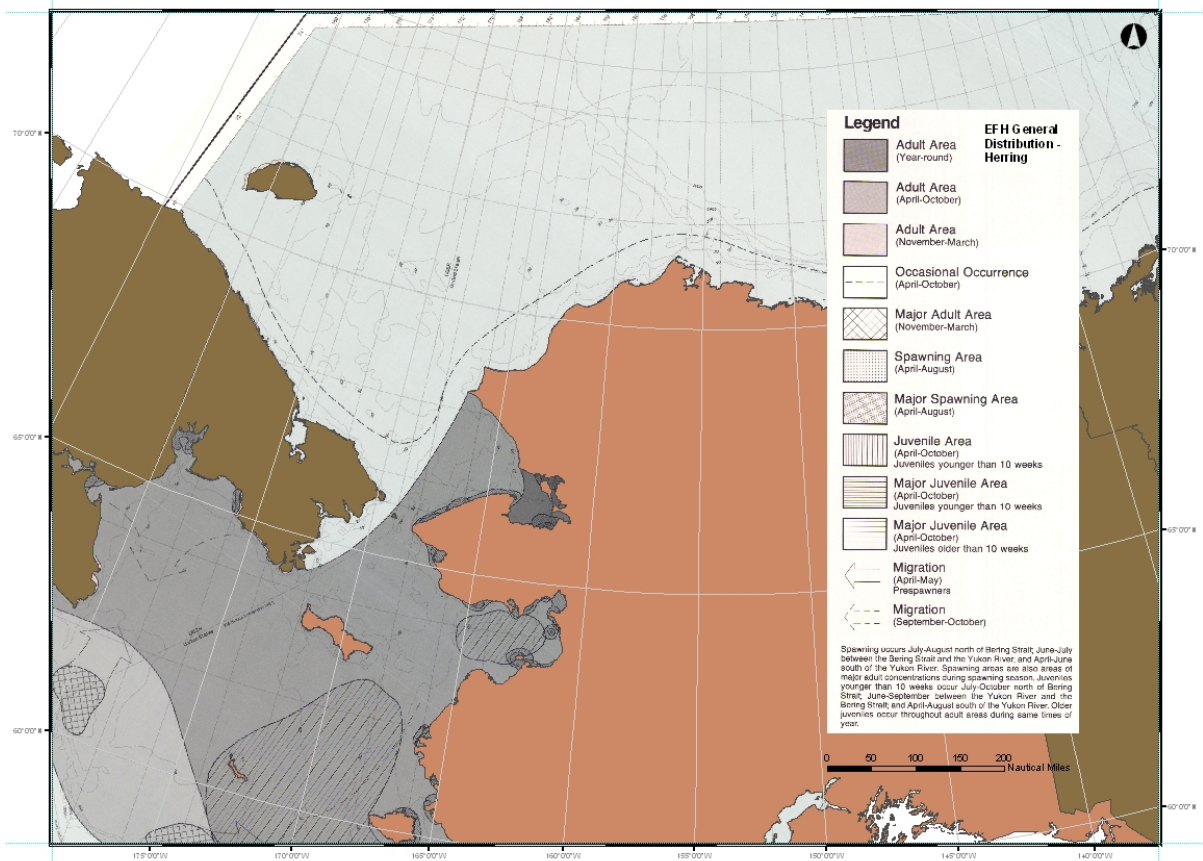 Legend
EFH General
Distribution -
Herring
Adult Area
(Year-round)
Adult Area
(April-October)
Adult Area
(November-March)
Occasional Occurrence
(April-October)
Major Adult Area
(November-March)
Spawning Area
(April-August)
Major Spawning Area
(April-August)
Juvenile Area
(April-October)
Juveniles younger than 10 weeks
Major Juvenile Area
(April-October)
Juveniles younger than 10 weeks
Major Juvenile Area
(April-October)
Juveniles older than 10 weeks
Migration
(April-May)
Prespawners
Migration
(September-October)
Spawning occurs July-August north of Bering Strait; June-July
between the Bering Strait and the Yukon River; and April-June
south of the Yukon River. Spawning areas are also areas of
major adult concentrations during spawning season. Juveniles
younger than 10 weeks occur July-October north of Bering
Strait; June-September between the Yukon River and the
Bering Strait; and April-August south of the Yukon River. Older
juveniles occur throughout adult areas during same times of
year.
0 50 100 150 200
Nautical Miles
70°0'0"N
65°0'0"N
60°0'0"N
70°0'0"N
65°0'0"N
60°0'0"N
175°0'0"W 170°0'0"W 165°0'0"W 160°0'0"W 155°0'0"W 150°0'0"W 145°0'0"W 140°0'0"W